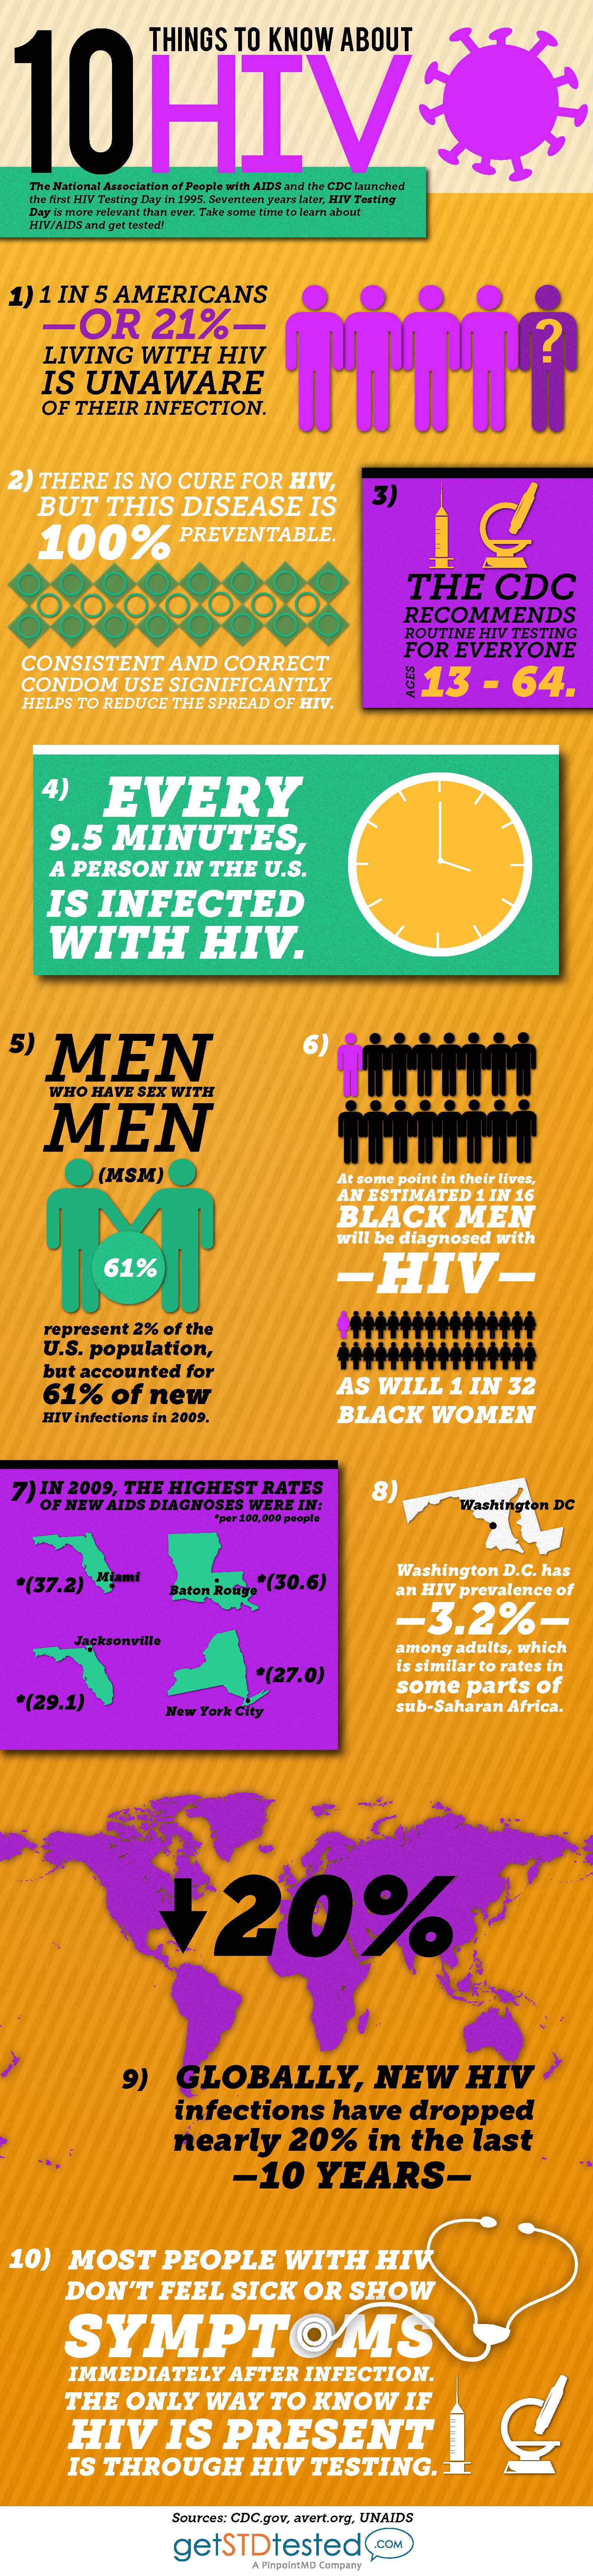 10 THINGS TO KNOW ABOUT
HIV
The National Association of People with AIDS and the CDC launched
the first HIV Testing Day in 1995. Seventeen years later, HIV Testing
Day is more relevant than ever. Take some time to learn about
HIV/AIDS and get tested!
1) 1 IN 5 AMERICANS
—OR 21%—
LIVING WITH HIV
IS UNAWARE
OF THEIR INFECTION.
?
2) THERE IS NO CURE FOR HIV,
BUT THIS DISEASE IS
100% PREVENTABLE.
CONSISTENT AND CORRECT
CONDOM USE SIGNIFICANTLY
HELPS TO REDUCE THE SPREAD OF HIV.
3)
THE CDC
RECOMMENDS
ROUTINE HIV TESTING
FOR EVERYONE
AGES 13 - 64.
4) EVERY
9.5 MINUTES,
A PERSON IN THE U.S.
IS INFECTED
WITH HIV.
5) MEN
WHO HAVE SEX WITH
MEN
(MSM)
61%
represent 2% of the
U.S. population,
but accounted for
61% of new
HIV infections in 2009.
6)
At some point in their lives,
AN ESTIMATED 1 IN 16
BLACK MEN
will be diagnosed with
—HIV—
AS WILL 1 IN 32
BLACK WOMEN
7) IN 2009, THE HIGHEST RATES
OF NEW AIDS DIAGNOSES WERE IN:
*per 100,000 people
*(37.2) Miami
Baton Rouge *(30.6)
Jacksonville
*(29.1)
*(27.0)
New York City
8)
Washington DC
Washington D.C. has
an HIV prevalence of
—3.2%—
among adults, which
is similar to rates in
some parts of
sub-Saharan Africa.
20%
9) GLOBALLY, NEW HIV
infections have dropped
nearly 20% in the last
—10 YEARS—
10) MOST PEOPLE WITH HIV
DON'T FEEL SICK OR SHOW
SYMPTOMS
IMMEDIATELY AFTER INFECTION.
THE ONLY WAY TO KNOW IF
HIV IS PRESENT
IS THROUGH HIV TESTING.
Sources: CDC.gov, avert.org, UNAIDS
getSTDtested.COM
A PinpointMD Company